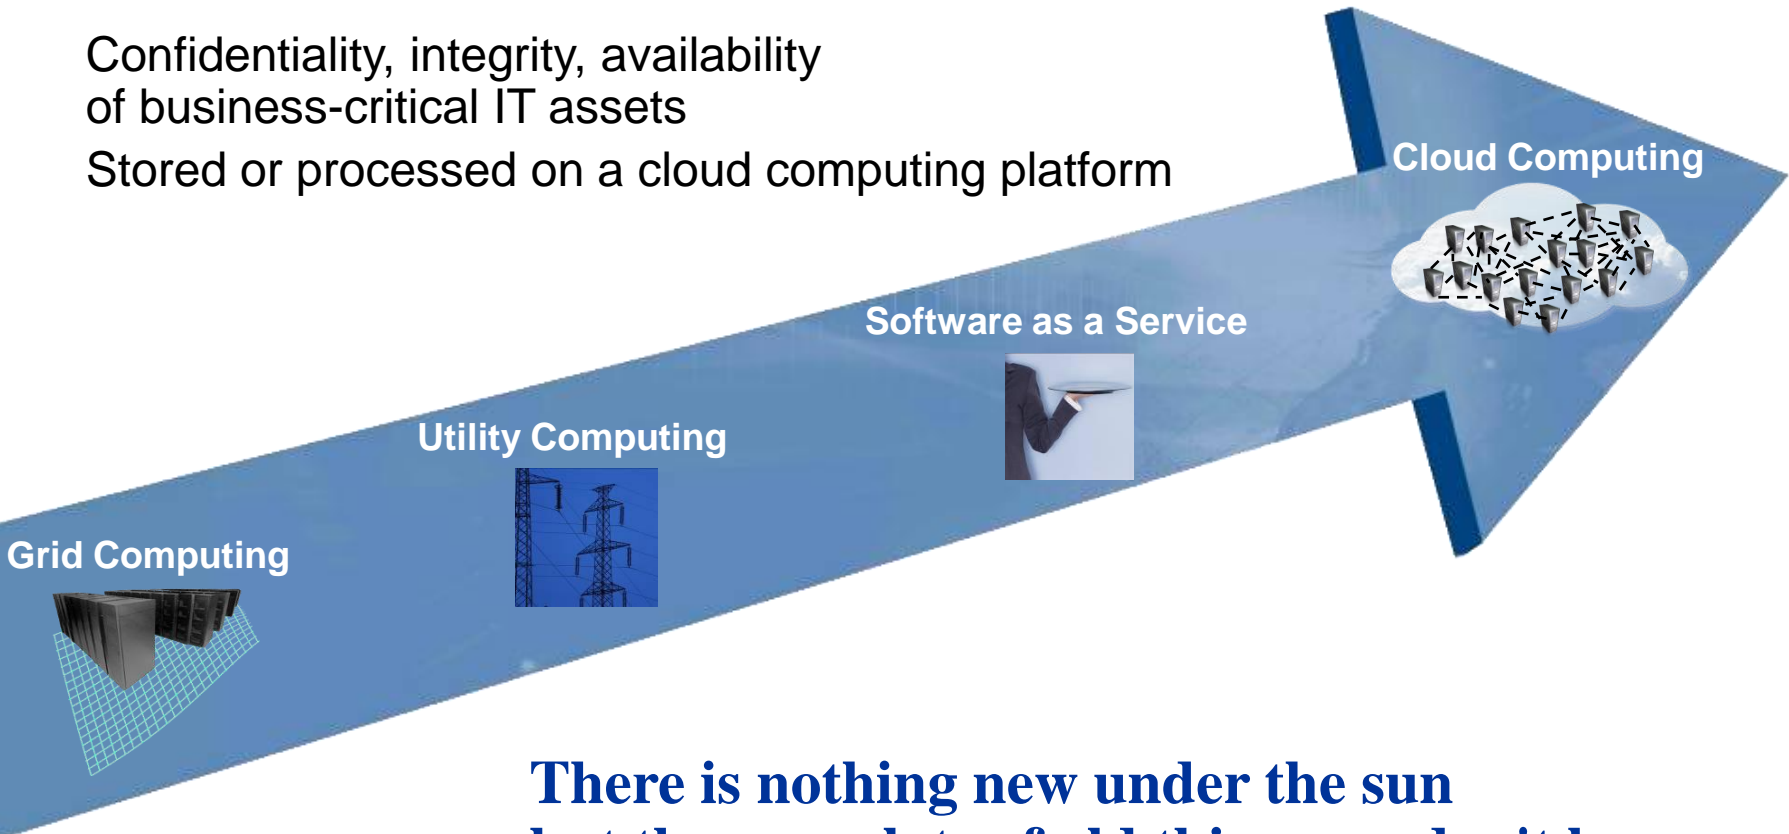 Confidentiality, integrity, availability
of business-critical IT assets
Stored or processed on a cloud computing platform
Cloud Computing
Software as a Service
Utility Computing
Grid Computing
There is nothing new under the sun